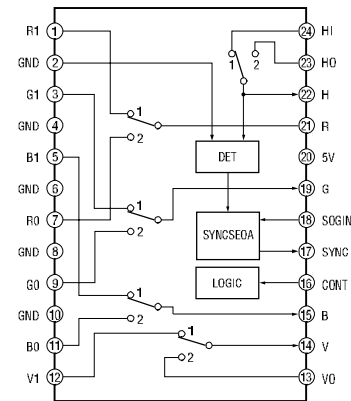 R1 1 24 HI
GND 2 1 2 23 HO
G1 3 22 H
GND 4 1 21 R
B1 5 2 DET 20 5V
GND 6 19 G
R0 7 1 18 SOGIN
GND 8 2 SYNCSEOA 17 SYNC
G0 9 LOGIC 16 CONT
GND 10 1 15 B
B0 11 2 1 14 V
V1 12 2 13 V0